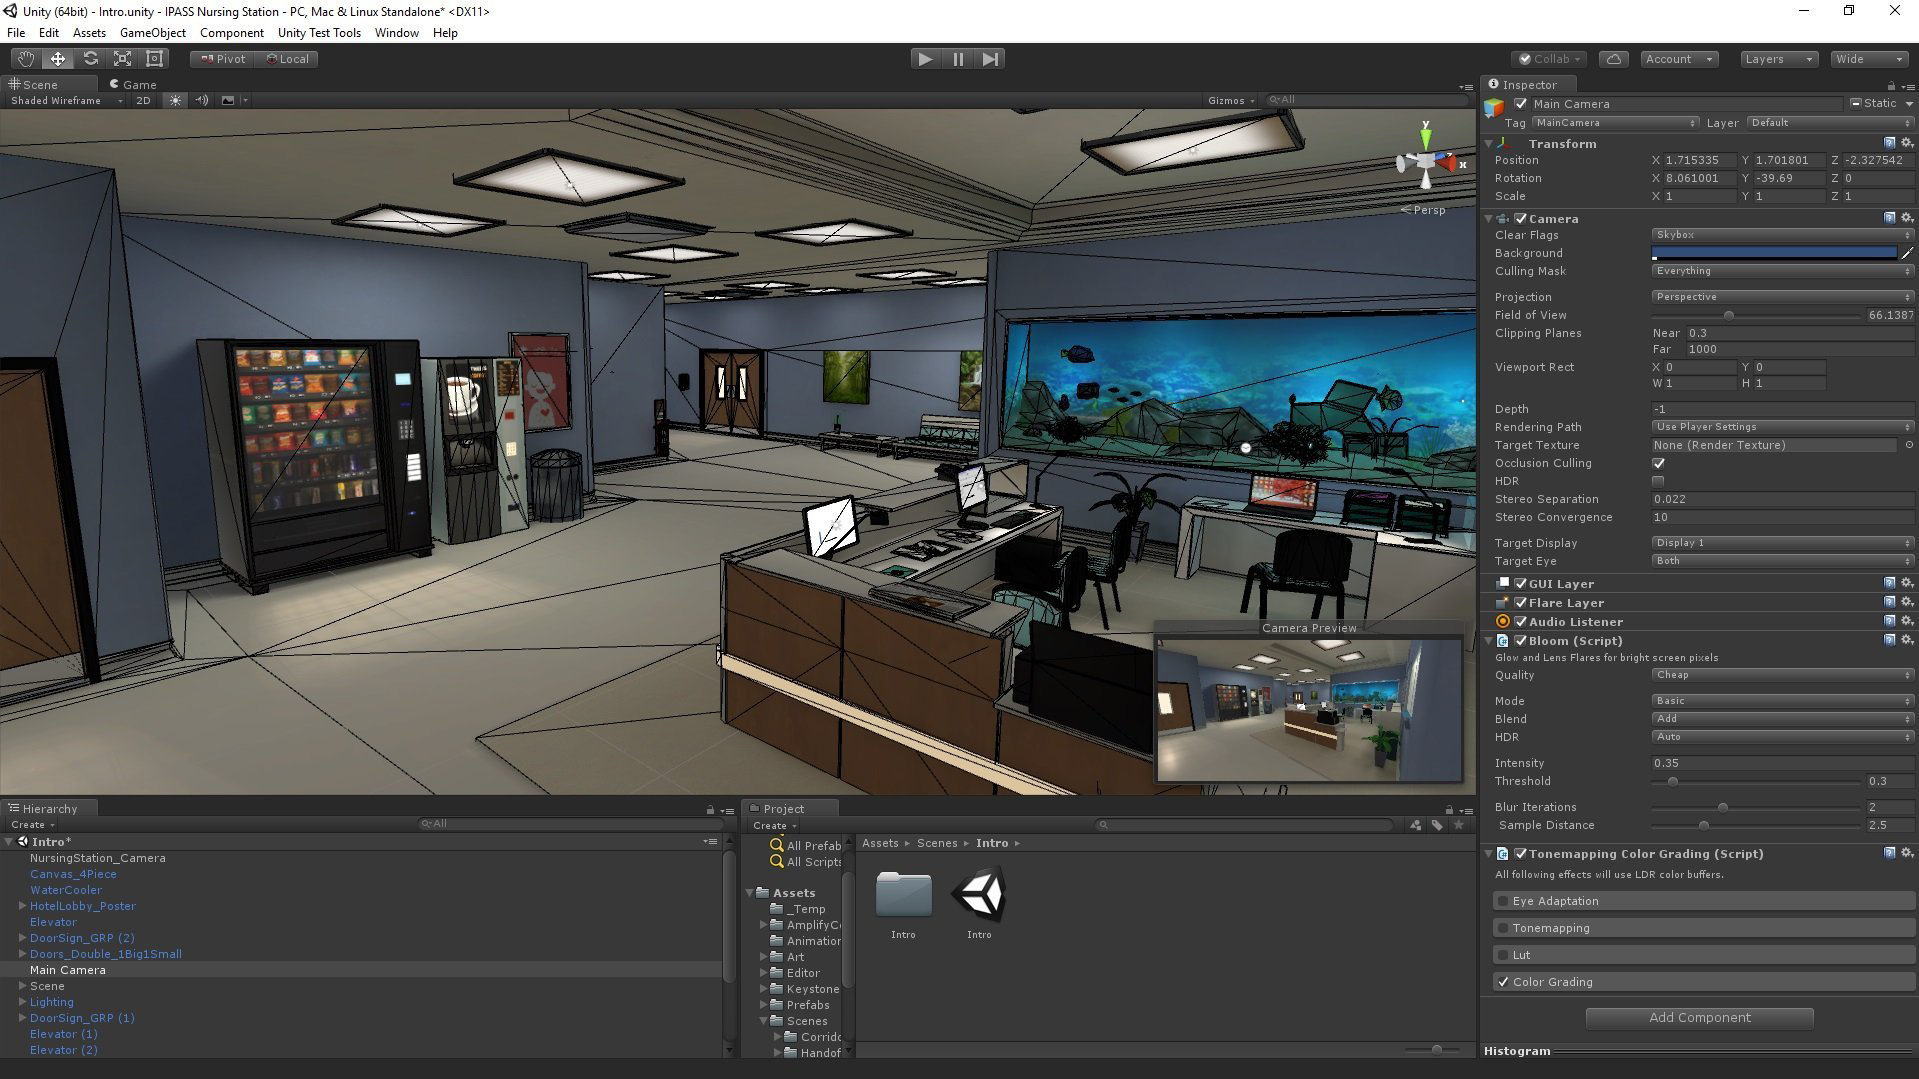 Unity (64bit) - Intro.unity - IPASS Nursing Station - PC, Mac & Linux Standalone* <DX11>
File Edit Assets GameObject Component Unity Test Tools Window Help
Pivot Local Collab Account Layers Wide
Scene Game
Shaded Wireframe 2D Gizmos All
y
x
Persp
Camera Preview
Inspector
Main Camera Static
Tag MainCamera Layer Default
Transform
Position X 1.715335 Y 1.701801 Z -2.327542
Rotation X 8.061001 Y -39.69 Z 0
Scale X 1 Y 1 Z 1
Camera
Clear Flags Skybox
Background
Culling Mask Everything
Projection Perspective
Field of View 66.1387
Clipping Planes Near 0.3
Far 1000
Viewport Rect X 0 Y 0
W 1 H 1
Depth -1
Rendering Path Use Player Settings
Target Texture None (Render Texture)
Occlusion Culling
HDR
Stereo Separation 0.022
Stereo Convergence 10
Target Display Display 1
Target Eye Both
GUI Layer
Flare Layer
Audio Listener
Bloom (Script)
Glow and Lens Flares for bright screen pixels
Quality Cheap
Mode Basic
Blend Add
HDR Auto
Intensity 0.35
Threshold 0.3
Blur Iterations 2
Sample Distance 2.5
Tonemapping Color Grading (Script)
All following effects will use LDR color buffers.
Eye Adaptation
Tonemapping
Lut
Color Grading
Add Component
Histogram
Hierarchy
Create All
Intro*
NursingStation_Camera
Canvas_4Piece
WaterCooler
HotelLobby_Poster
Elevator
DoorSign_GRP (2)
Doors_Double_1Big1Small
Main Camera
Scene
Lighting
DoorSign_GRP (1)
Elevator (1)
Elevator (2)
Project
Create
All Prefab
All Scripts
Assets
_Temp
AmplifyCo
Animation
Art
Editor
Keystone
Prefabs
Scenes
Corrido
Handof
Assets Scenes Intro
Intro Intro